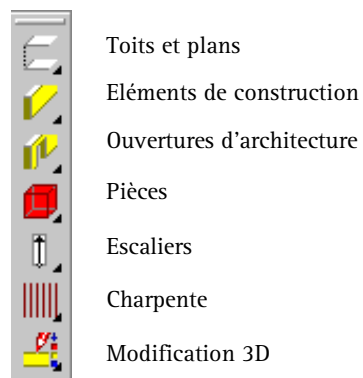 Toits et plans
Eléments de construction
Ouvertures d'architecture
Pièces
Escaliers
Charpente
Modification 3D